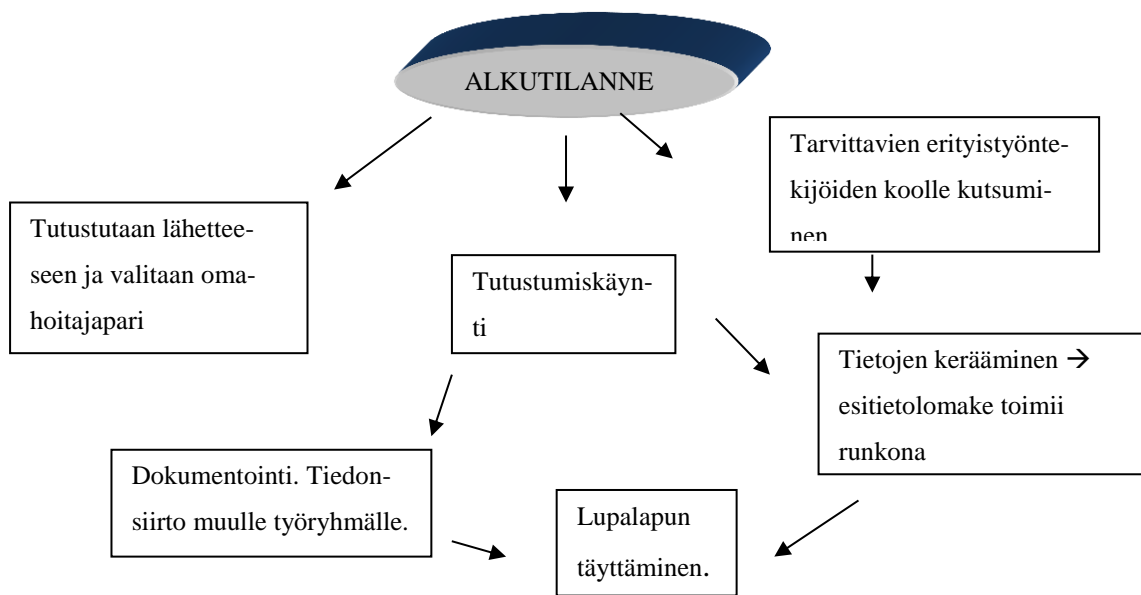 ALKUTILANNE
Tarvittavien erityistyönte-
kijöiden koolle kutsumi-
nen
Tutustutaan lähettee-
seen ja valitaan oma-
hoitajapari
Tutustumiskäyn-
ti
Tietojen kerääminen →
esitietolomake toimii
runkona
Dokumentointi. Tiedon-
siirto muulle työryhmälle.
Lupalapun
täyttäminen.